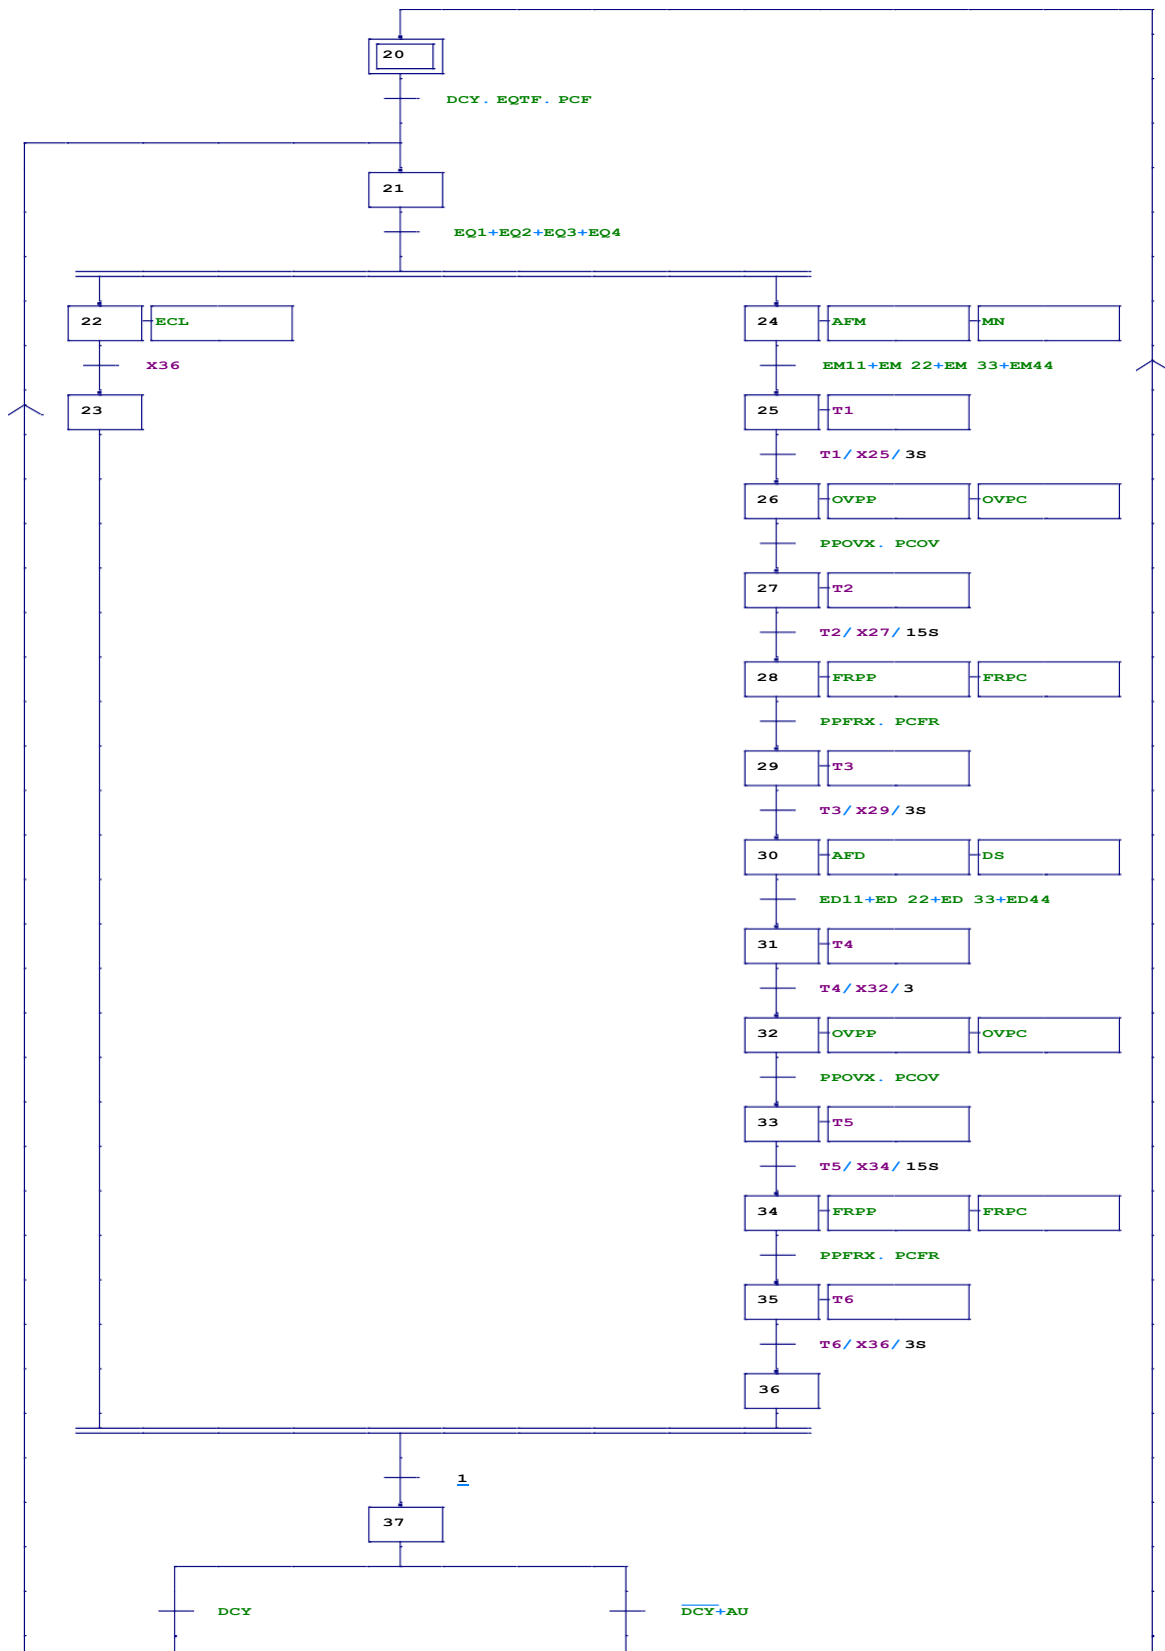 20
DCY. EQTF. PCF
21
EQ1+EQ2+EQ3+EQ4
22 ECL 24 AFM MN
X36 EM11+EM 22+EM 33+EM44
23 25 T1
T1/X25/3S
26 OVPP OVPC
PPOVX. PCOV
27 T2
T2/X27/15S
28 FRPP FRPC
PPFRX. PCFR
29 T3
T3/X29/3S
30 AFD DS
ED11+ED 22+ED 33+ED44
31 T4
T4/X32/3
32 OVPP OVPC
PPOVX. PCOV
33 T5
T5/X34/15S
34 FRPP FRPC
PPFRX. PCFR
35 T6
T6/X36/3S
36
1
37
DCY D̅C̅Y̅+AU